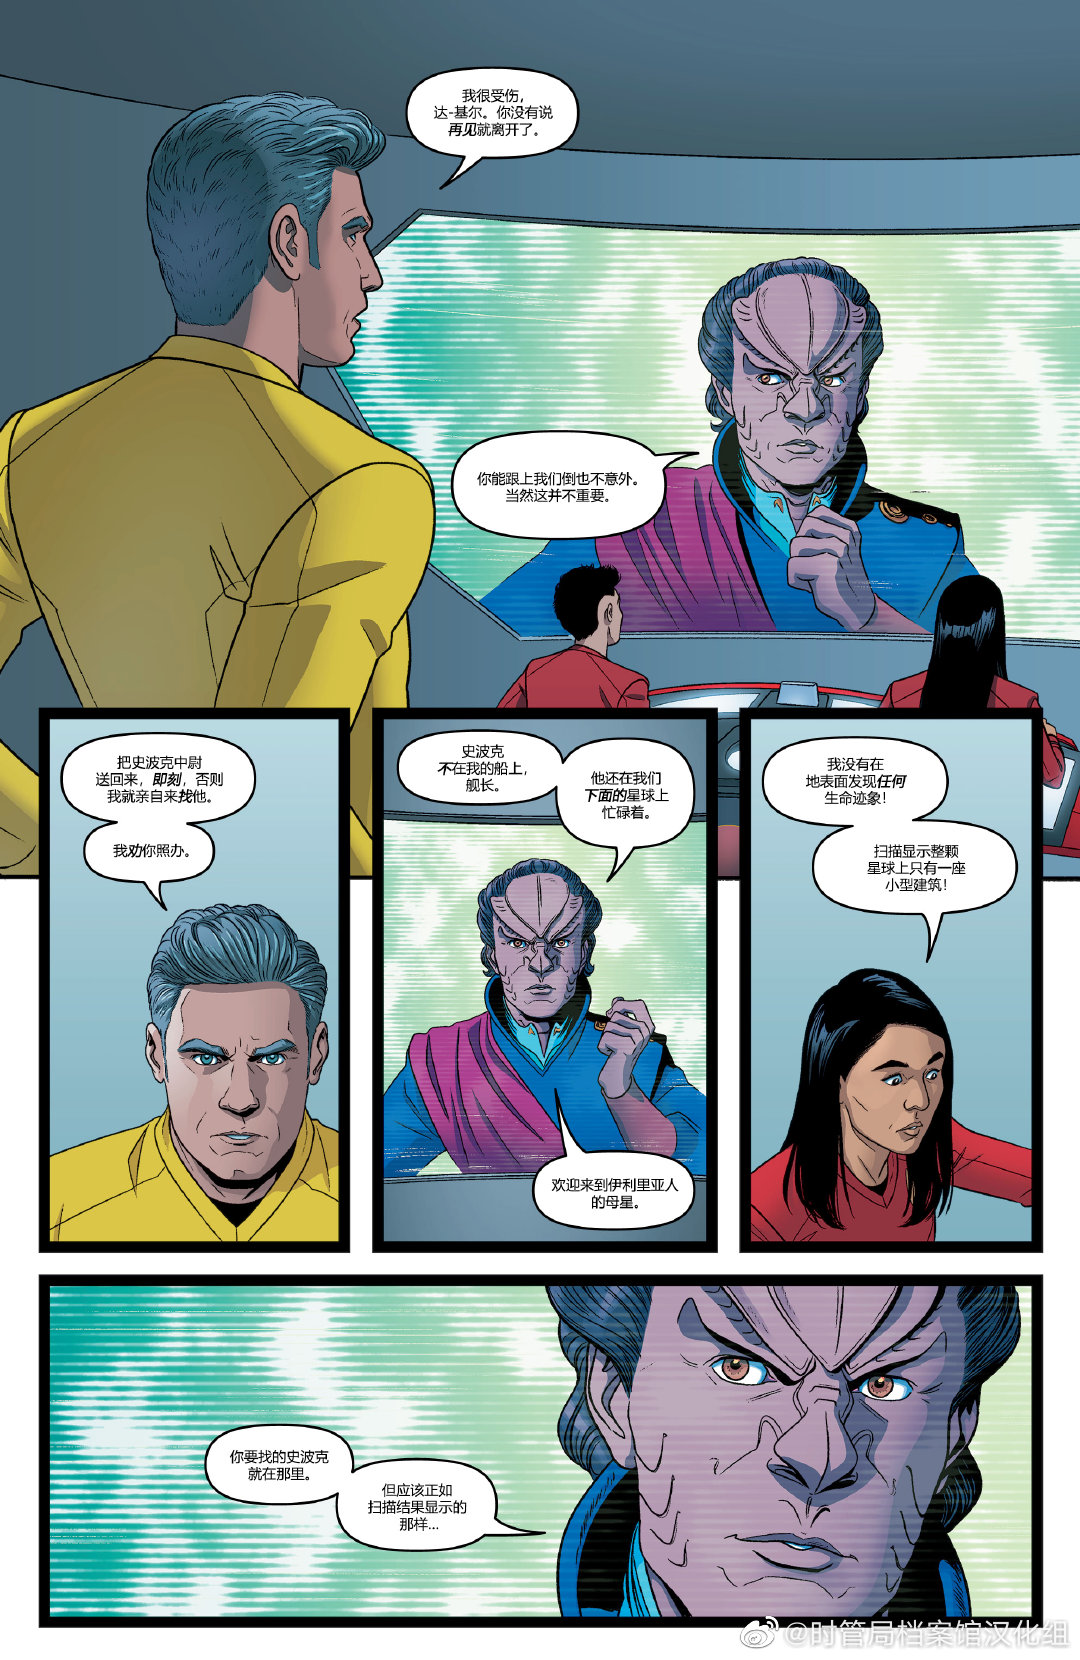 我很受伤，
达-基尔。你没有说
再见就离开了。
你能跟上我们倒也不意外。
当然这并不重要。
把史波克中尉
送回来，即刻，否则
我就亲自来找他。
我劝你照办。
史波克
不在我的船上，
舰长。
他还在我们
下面的星球上
忙碌着。
欢迎来到伊利里亚人
的母星。
我没有在
地表面发现任何
生命迹象！
扫描显示整颗
星球上只有一座
小型建筑！
你要找的史波克
就在那里。
但应该正如
扫描结果显示的
那样...
@时管局档案馆汉化组